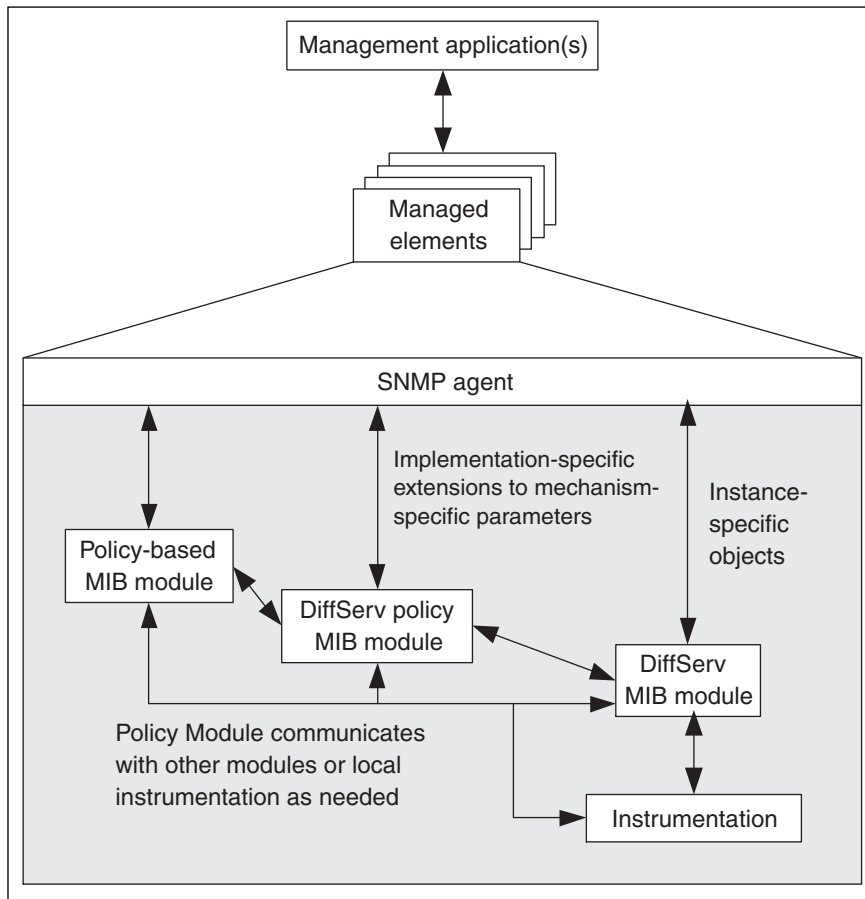 Management application(s)
Managed
elements
SNMP agent
Implementation-specific
extensions to mechanism-
specific parameters
Instance-
specific
objects
Policy-based
MIB module
DiffServ policy
MIB module
DiffServ
MIB module
Policy Module communicates
with other modules or local
instrumentation as needed
Instrumentation